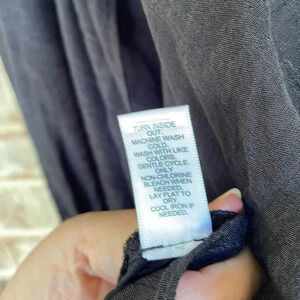 TURN INSIDE
OUT.
MACHINE WASH
COLD.
WASH WITH LIKE
COLORS.
GENTLE CYCLE.
ONLY
NON-CHLORINE
BLEACH WHEN
NEEDED.
LAY FLAT TO
DRY.
COOL IRON IF
NEEDED.